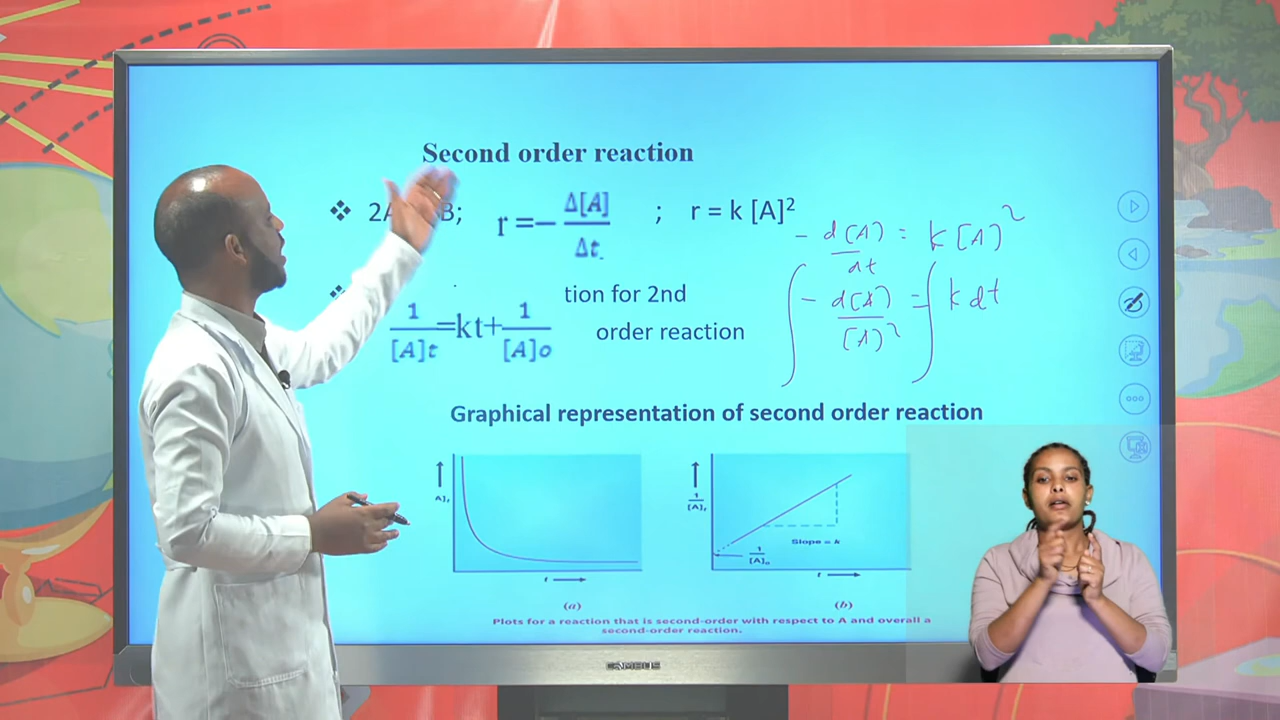 Second order reaction
❖ 2A B; r = − Δ[A] / Δt ; r = k [A]²
− d[A] / dt = k [A]²
∫ − d[A] / [A]² = ∫ k dt
tion for 2nd
1/[A]t = kt + 1/[A]o order reaction
Graphical representation of second order reaction
A]t
t
(a)
1/[A]t
Slope = k
1/[A]o
t
(b)
Plots for a reaction that is second-order with respect to A and overall a
second-order reaction.